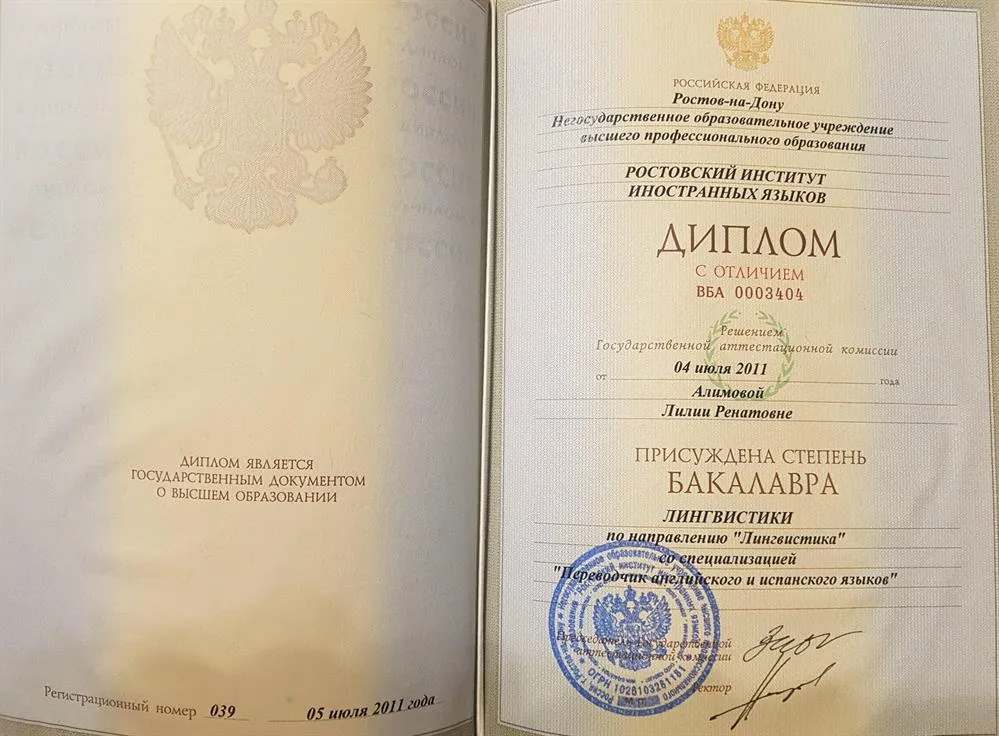 ДИПЛОМ ЯВЛЯЕТСЯ
ГОСУДАРСТВЕННЫМ ДОКУМЕНТОМ
О ВЫСШЕМ ОБРАЗОВАНИИ
Регистрационный номер 039 05 июля 2011 года
РОССИЙСКАЯ ФЕДЕРАЦИЯ
Ростов-на-Дону
Негосударственное образовательное учреждение
высшего профессионального образования
РОСТОВСКИЙ ИНСТИТУТ
ИНОСТРАННЫХ ЯЗЫКОВ
ДИПЛОМ
С ОТЛИЧИЕМ
ВБА 0003404
Решением
Государственной аттестационной комиссии
от 04 июля 2011 года
Алимовой
Лилии Ренатовне
ПРИСУЖДЕНА СТЕПЕНЬ
БАКАЛАВРА
ЛИНГВИСТИКИ
по направлению "Лингвистика"
со специализацией
"Переводчик английского и испанского языков"
Председатель Государственной
аттестационной комиссии
Ректор
ОГРН 1026103281181